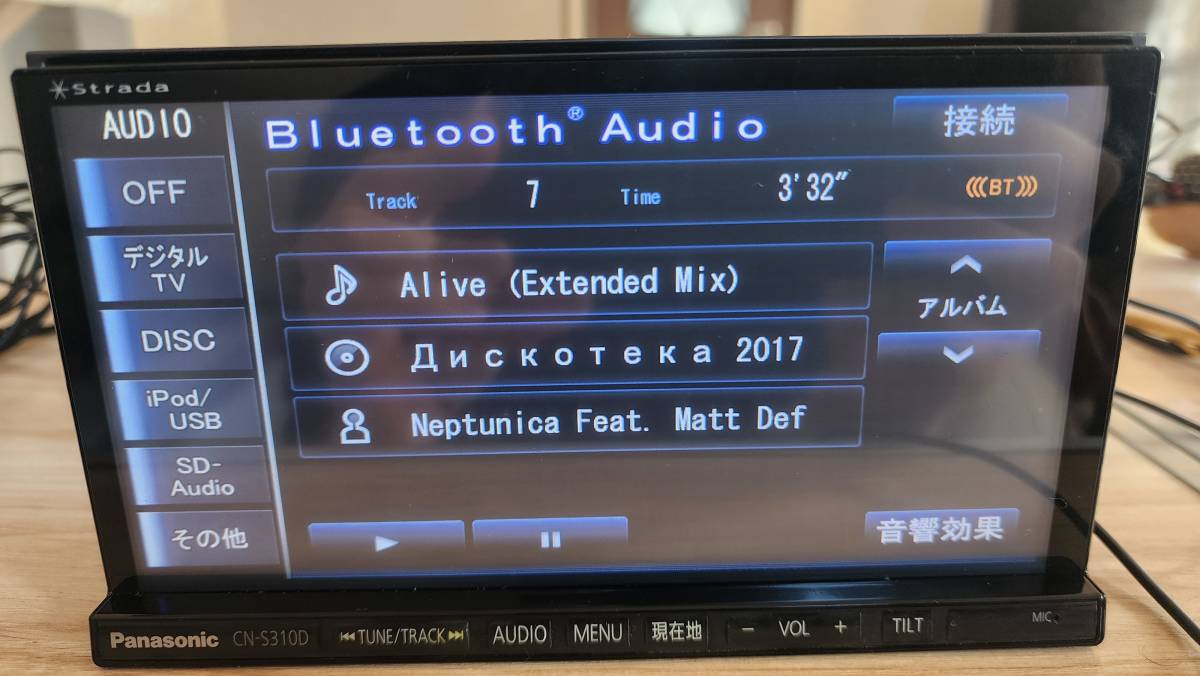 Strada
AUDIO
Bluetooth® Audio
接続
OFF
Track 7 Time 3'32"
BT
デジタル
TV
Alive (Extended Mix)
アルバム
DISC
Дискотека 2017
iPod/
USB
Neptunica Feat. Matt Def
SD-
Audio
その他
音響効果
Panasonic CN-S310D TUNE/TRACK AUDIO MENU 現在地 - VOL + TILT MIC